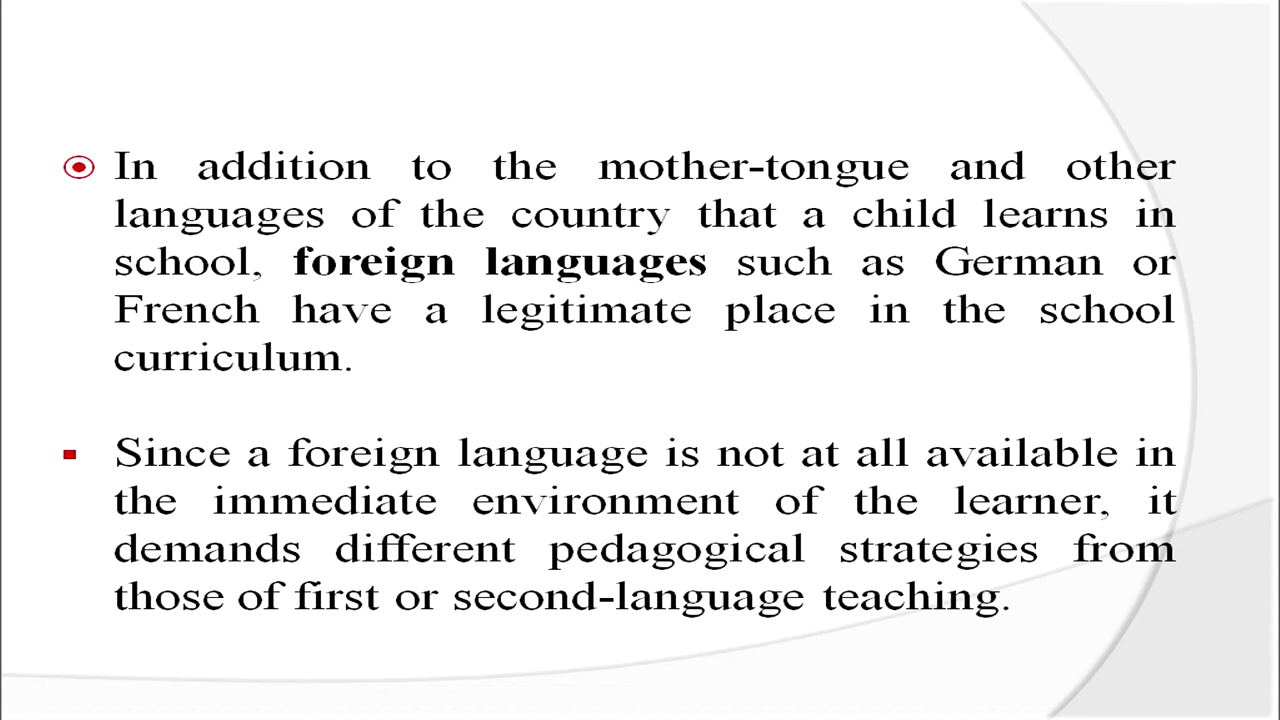 In addition to the mother-tongue and other
languages of the country that a child learns in
school, foreign languages such as German or
French have a legitimate place in the school
curriculum.
Since a foreign language is not at all available in
the immediate environment of the learner, it
demands different pedagogical strategies from
those of first or second-language teaching.